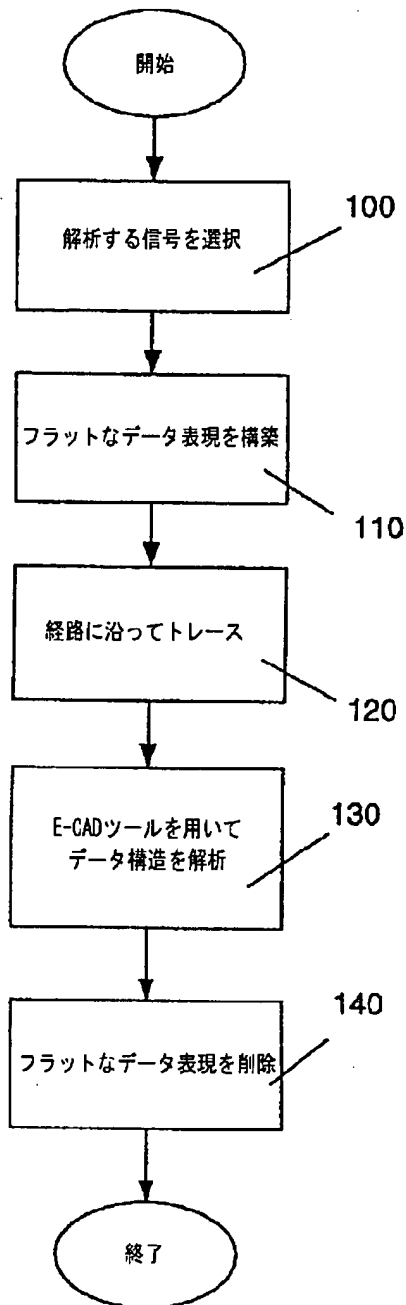 開始
解析する信号を選択
100
フラットなデータ表現を構築
110
経路に沿ってトレース
120
E-CADツールを用いて
データ構造を解析
130
フラットなデータ表現を削除
140
終了